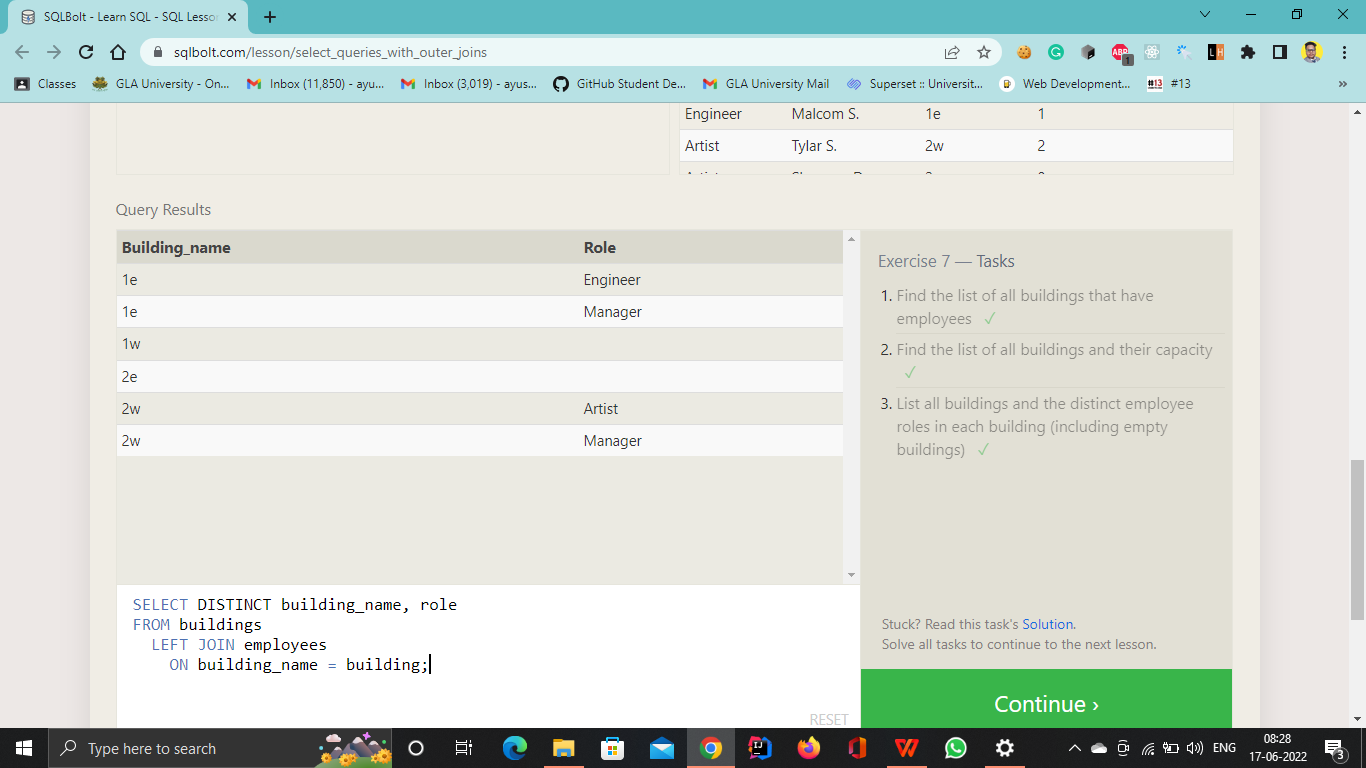 SQLBolt - Learn SQL - SQL Lesso
sqlbolt.com/lesson/select_queries_with_outer_joins
ABP
1
LH
Classes
GLA University - On...
Inbox (11,850) - ayu...
Inbox (3,019) - ayus...
GitHub Student De...
GLA University Mail
Superset :: Universit...
Web Development...
#13
#13
»
Engineer Malcom S. 1e 1
Artist Tylar S. 2w 2
Query Results
Building_name Role
1e Engineer
1e Manager
1w
2e
2w Artist
2w Manager
Exercise 7 — Tasks
1. Find the list of all buildings that have
employees ✓
2. Find the list of all buildings and their capacity
✓
3. List all buildings and the distinct employee
roles in each building (including empty
buildings) ✓
SELECT DISTINCT building_name, role
FROM buildings
LEFT JOIN employees
ON building_name = building;
RESET
Stuck? Read this task's Solution.
Solve all tasks to continue to the next lesson.
Continue ›
Type here to search
ENG
08:28
17-06-2022
3